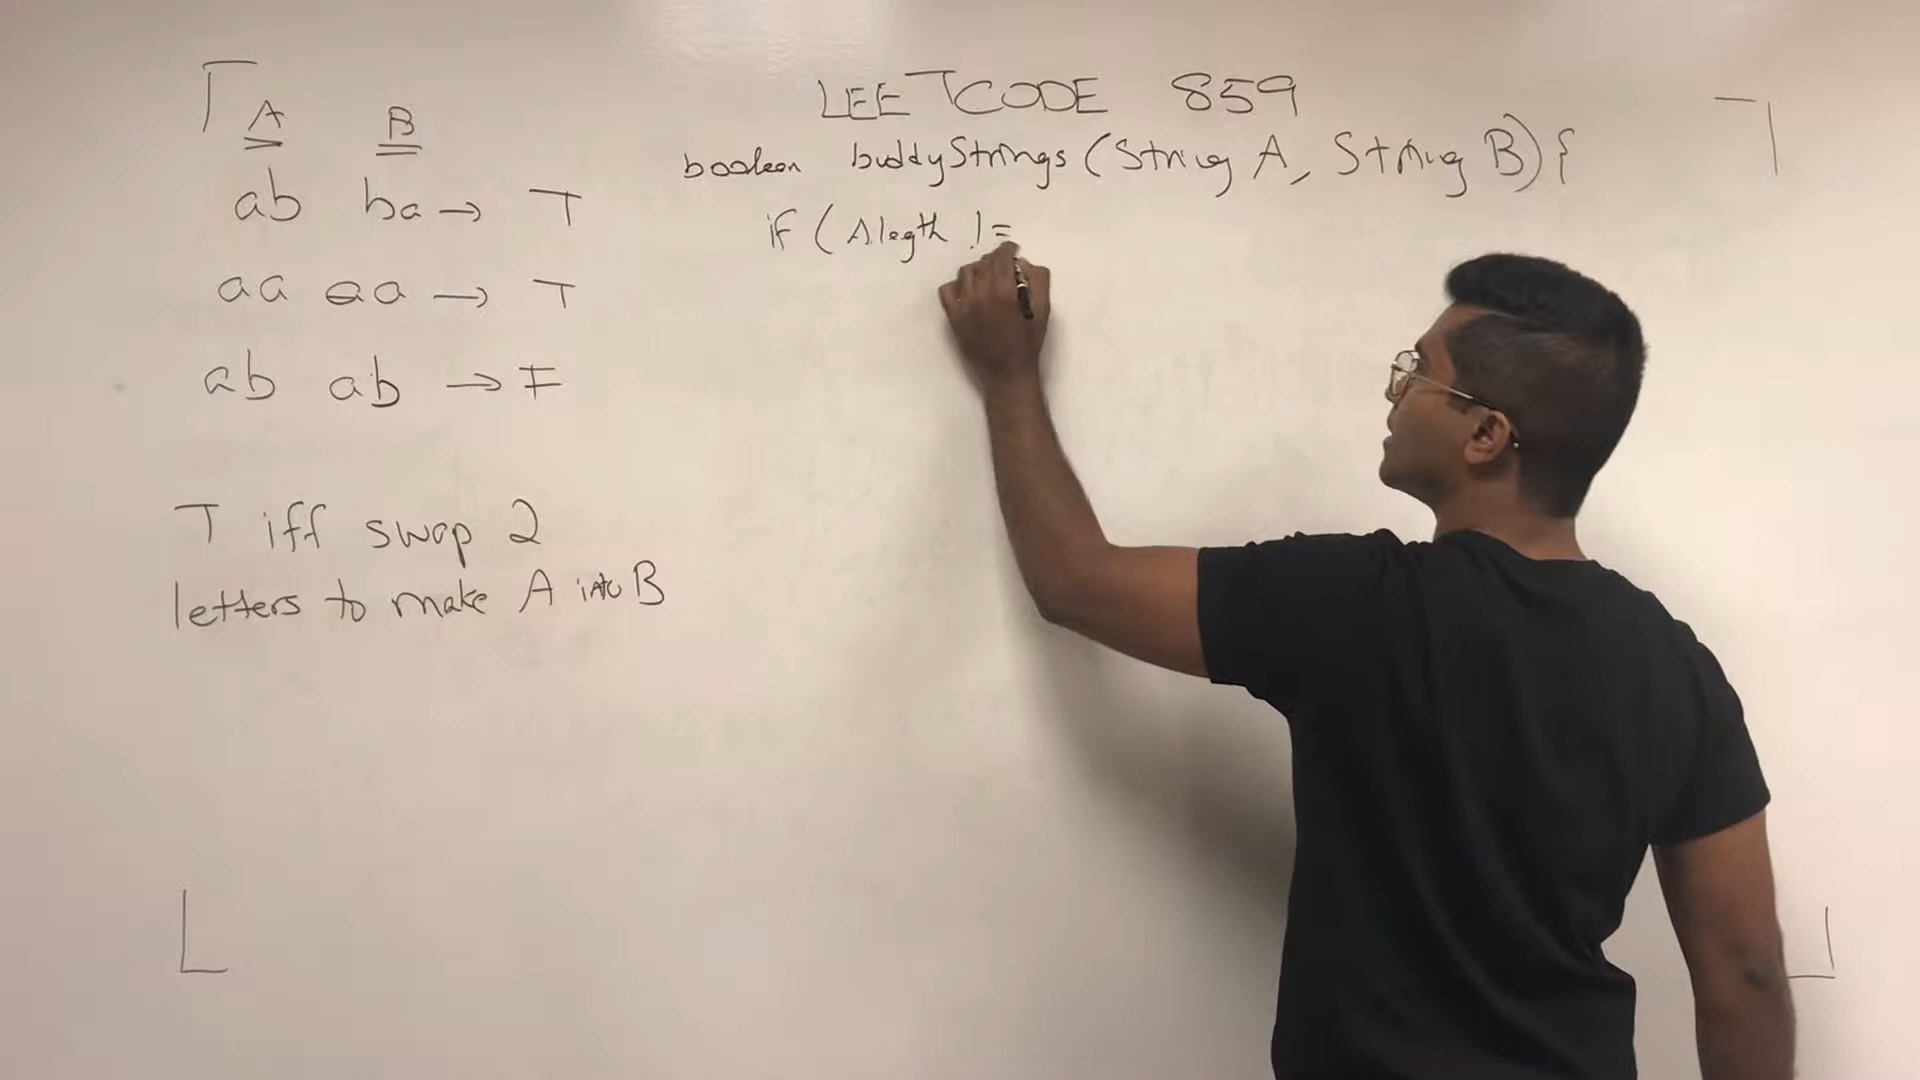 A B
ab ba → T
aa aa → T
ab ab → F
T iff swap 2
letters to make A into B
LEETCODE 859
boolean buddyStrings (String A, String B) {
if (A.legth !=